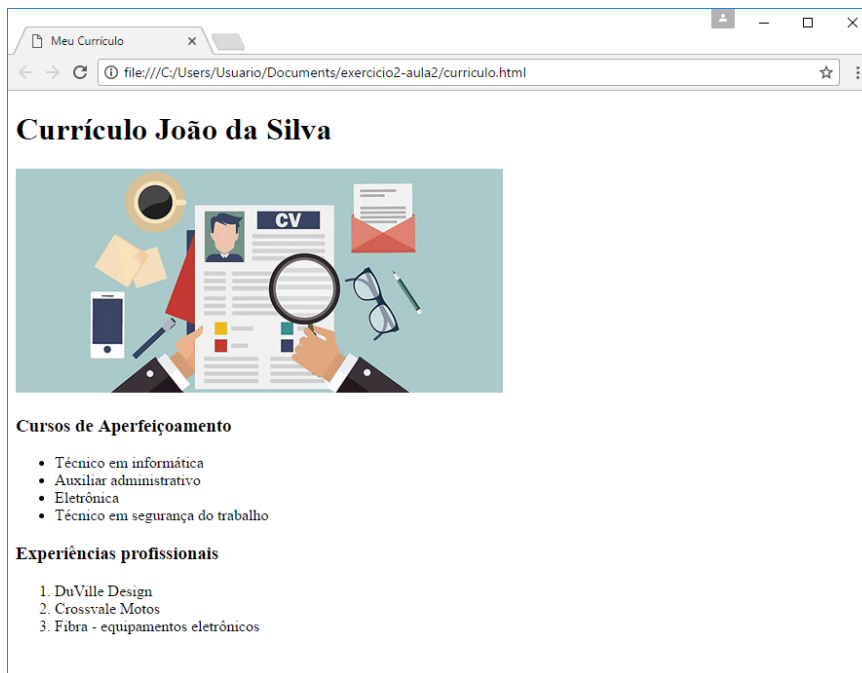 Meu Currículo
file:///C:/Users/Usuario/Documents/exercicio2-aula2/curriculo.html
Currículo João da Silva
CV
Cursos de Aperfeiçoamento
Técnico em informática
Auxiliar administrativo
Eletrônica
Técnico em segurança do trabalho
Experiências profissionais
1. DuVille Design
2. Crossvale Motos
3. Fibra - equipamentos eletrônicos